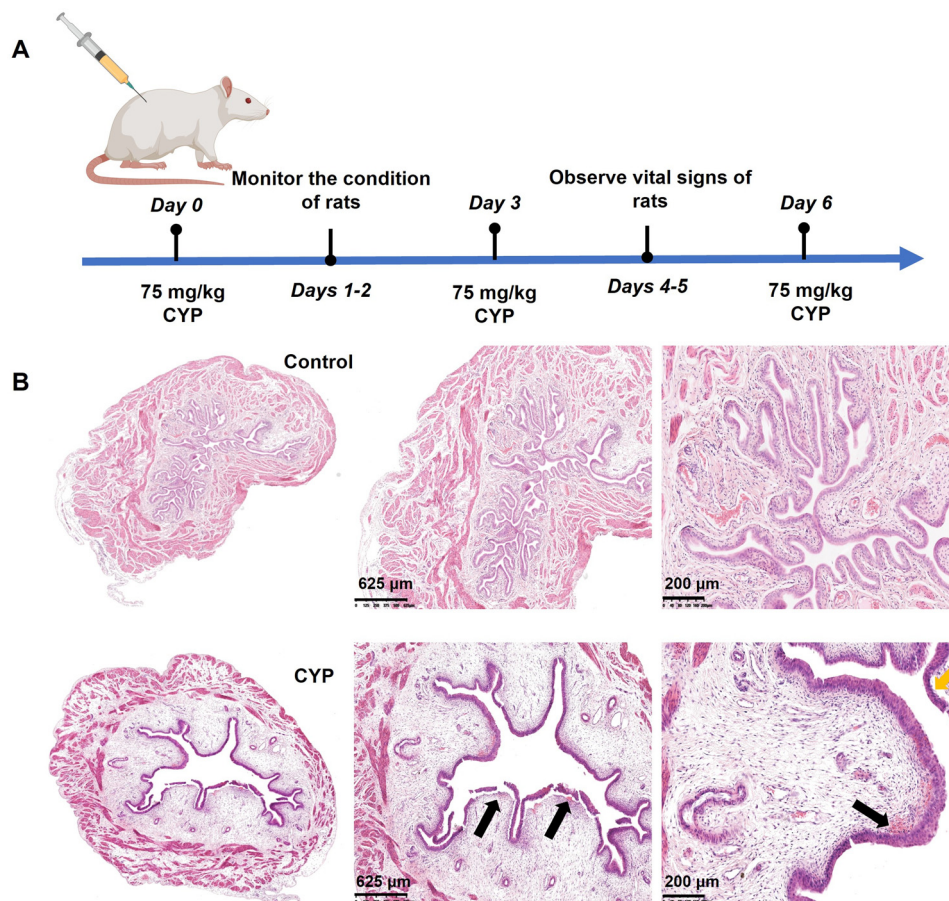 A
Monitor the condition
of rats
Observe vital signs of
rats
Day 0
Day 3
Day 6
75 mg/kg
CYP
Days 1-2
75 mg/kg
CYP
Days 4-5
75 mg/kg
CYP
B
Control
625 µm
200 µm
CYP
625 µm
200 µm